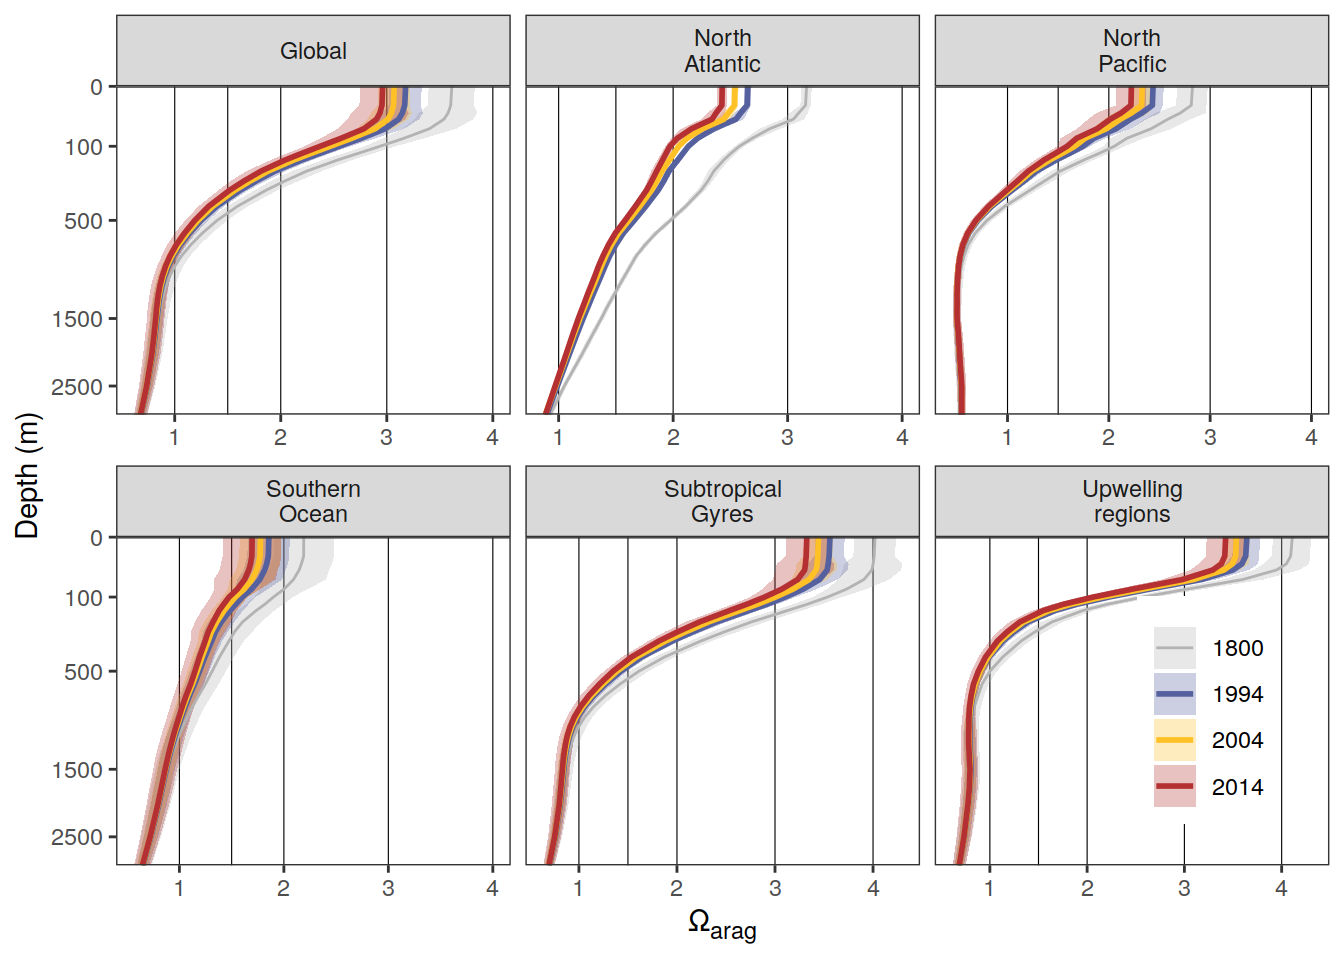 Global
North
Atlantic
North
Pacific
0
100
500
1500
2500
1 2 3 4
1 2 3 4
1 2 3 4
Depth (m)
Southern
Ocean
Subtropical
Gyres
Upwelling
regions
0
100
500
1500
2500
1800
1994
2004
2014
1 2 3 4
1 2 3 4
1 2 3 4
Ωarag